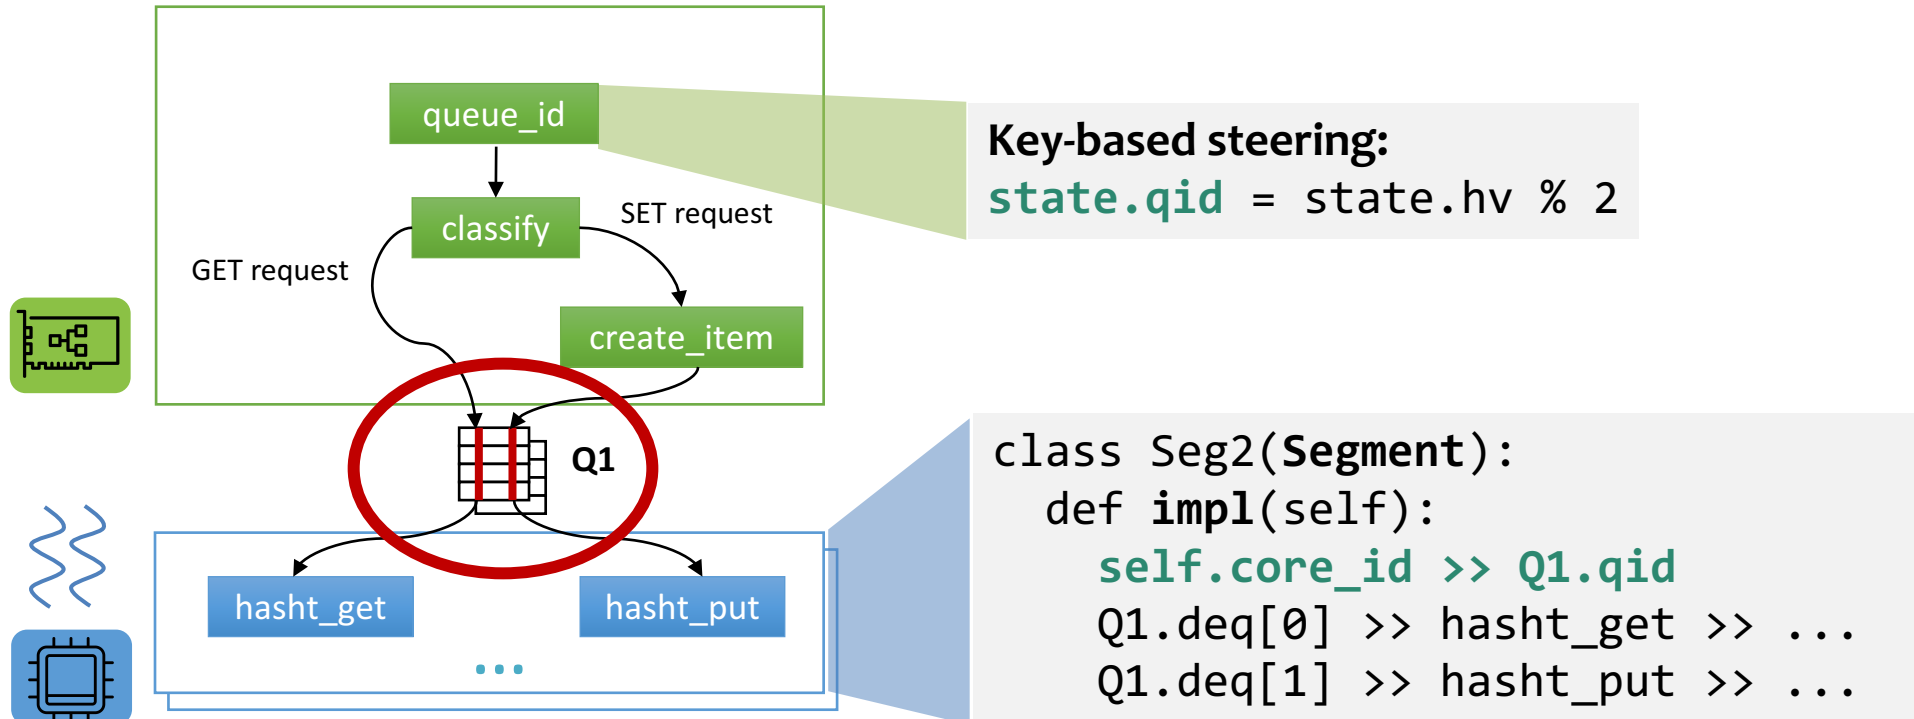 queue_id
Key-based steering:
state.qid = state.hv % 2
classify
SET request
GET request
create_item
Q1
class Seg2(Segment):
def impl(self):
self.core_id >> Q1.qid
Q1.deq[0] >> hasht_get >> ...
Q1.deq[1] >> hasht_put >> ...
hasht_get
hasht_put
...